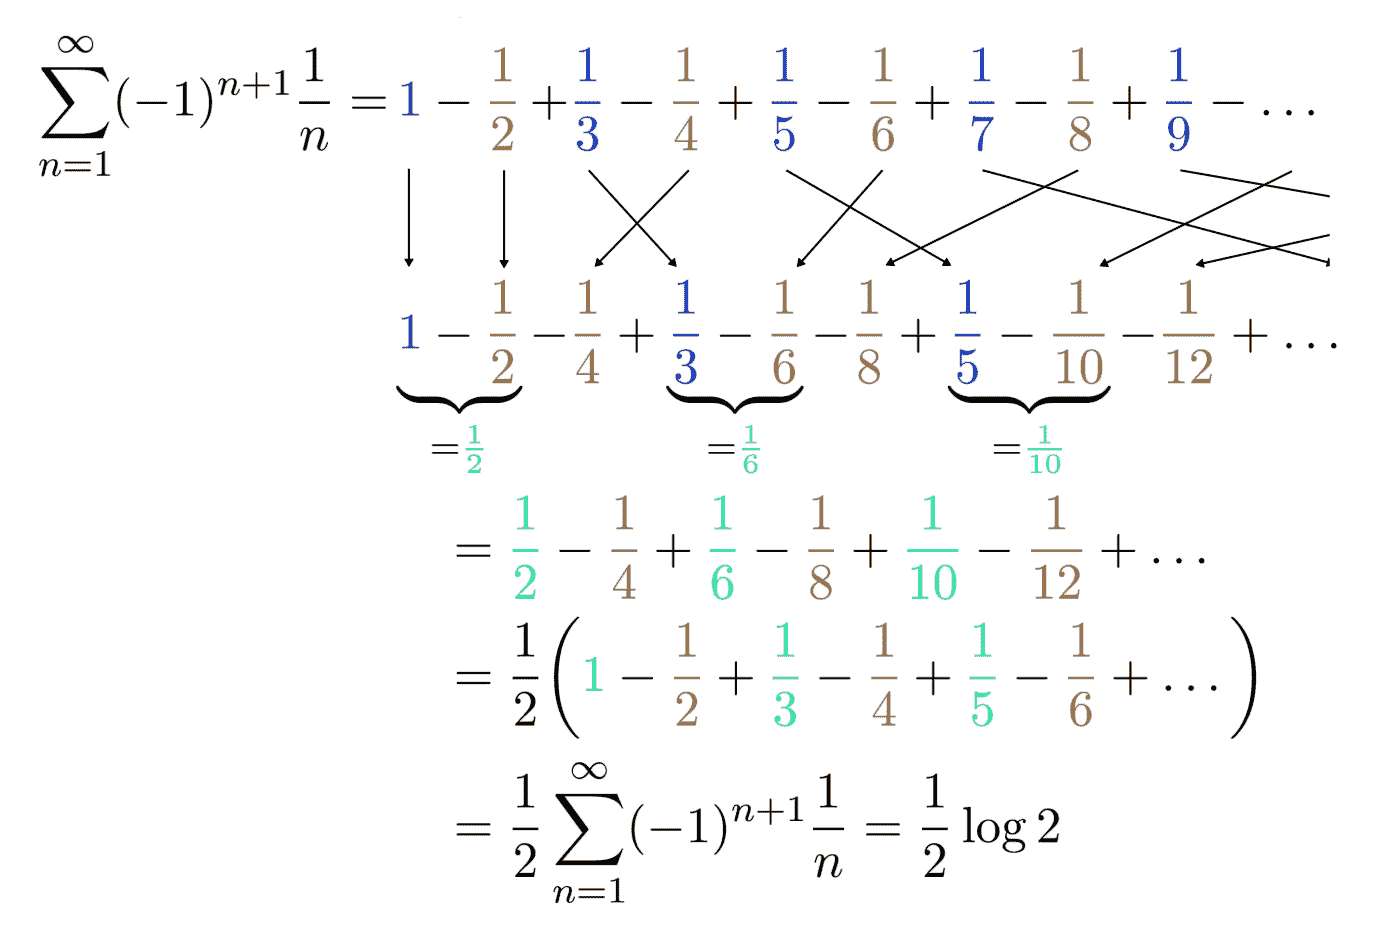 $\sum_{n=1}^{\infty}(-1)^{n+1}\frac{1}{n} = 1 - \frac{1}{2} + \frac{1}{3} - \frac{1}{4} + \frac{1}{5} - \frac{1}{6} + \frac{1}{7} - \frac{1}{8} + \frac{1}{9} - \dots$
$1 - \frac{1}{2} - \frac{1}{4} + \frac{1}{3} - \frac{1}{6} - \frac{1}{8} + \frac{1}{5} - \frac{1}{10} - \frac{1}{12} + \dots$
$= \frac{1}{2}$ $= \frac{1}{6}$ $= \frac{1}{10}$
$= \frac{1}{2} - \frac{1}{4} + \frac{1}{6} - \frac{1}{8} + \frac{1}{10} - \frac{1}{12} + \dots$
$= \frac{1}{2}\left(1 - \frac{1}{2} + \frac{1}{3} - \frac{1}{4} + \frac{1}{5} - \frac{1}{6} + \dots\right)$
$= \frac{1}{2}\sum_{n=1}^{\infty}(-1)^{n+1}\frac{1}{n} = \frac{1}{2}\log 2$